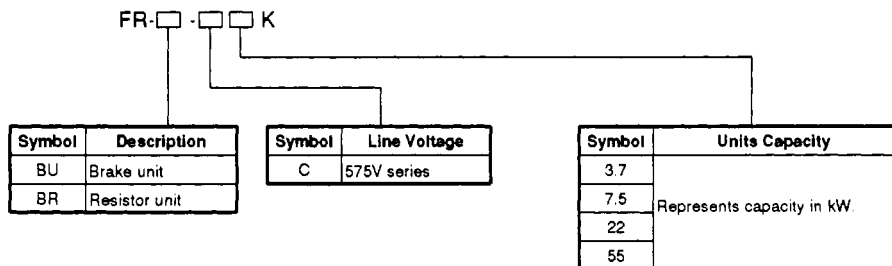 FR-□ -□ □ K
Symbol Description
BU Brake unit
BR Resistor unit
Symbol Line Voltage
C 575V series
Symbol Units Capacity
3.7
7.5
22
55
Represents capacity in kW.